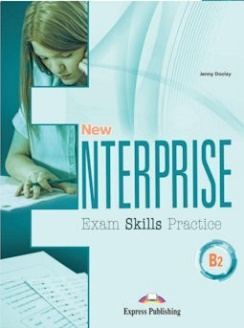 Jenny Dooley
New
ENTERPRISE
Exam Skills Practice
B2
Express Publishing